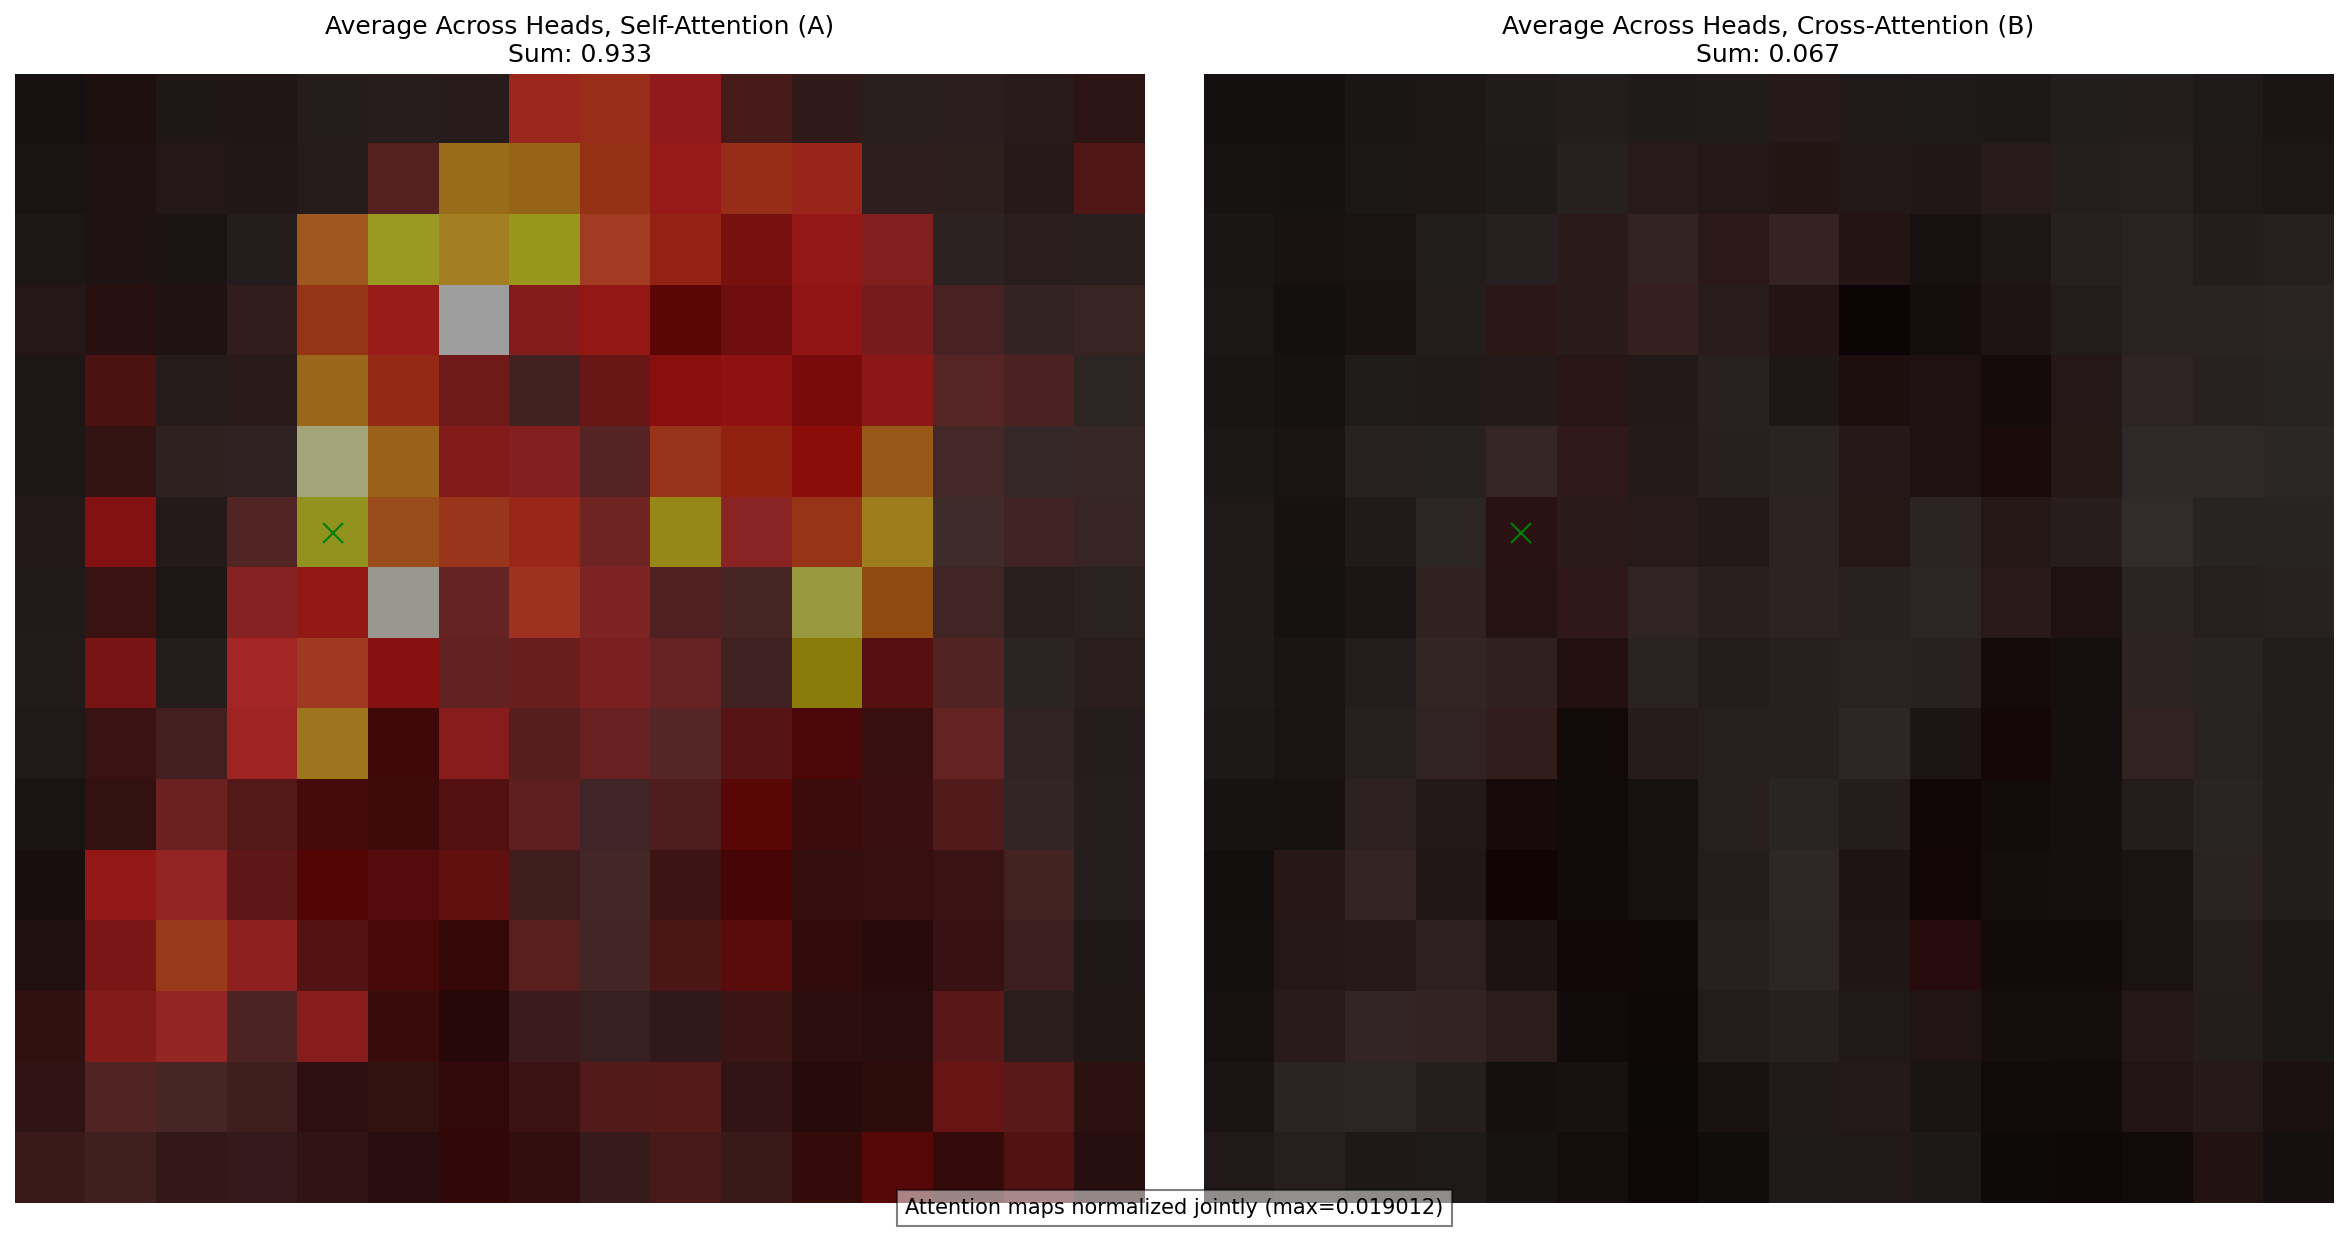 Average Across Heads, Self-Attention (A)
Sum: 0.933
Average Across Heads, Cross-Attention (B)
Sum: 0.067
Attention maps normalized jointly (max=0.019012)